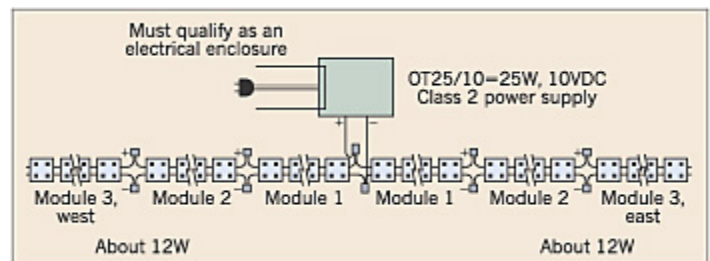 Must qualify as an
electrical enclosure
OT25/10=25W, 10VDC
Class 2 power supply
+ –
+ + + +
– – – –
Module 3,
west
Module 2
Module 1
Module 1
Module 2
Module 3,
east
About 12W
About 12W